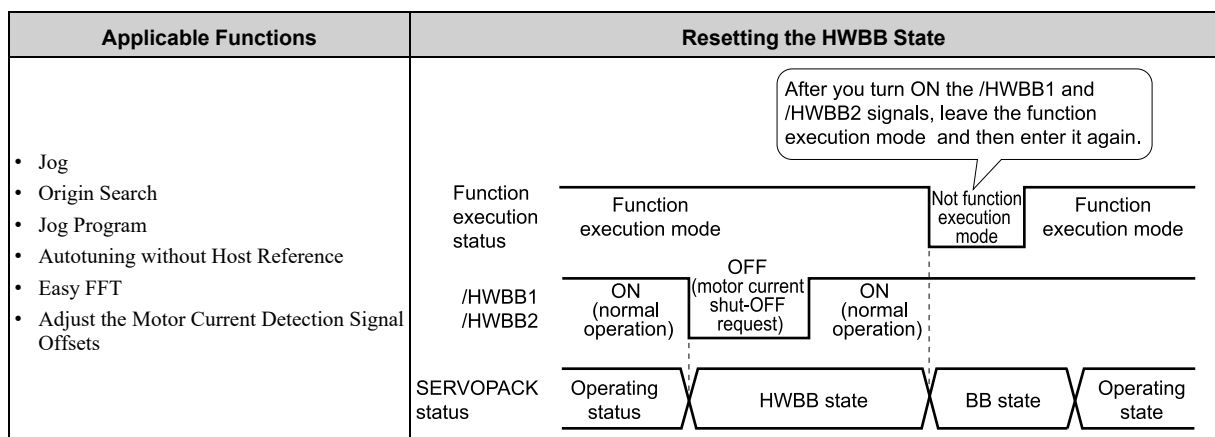 Applicable Functions
Resetting the HWBB State
• Jog
• Origin Search
• Jog Program
• Autotuning without Host Reference
• Easy FFT
• Adjust the Motor Current Detection Signal
Offsets
After you turn ON the /HWBB1 and
/HWBB2 signals, leave the function
execution mode and then enter it again.
Function
execution
status
Function
execution mode
Not function
execution
mode
Function
execution mode
/HWBB1
/HWBB2
ON
(normal
operation)
OFF
(motor current
shut-OFF
request)
ON
(normal
operation)
SERVOPACK
status
Operating
status
HWBB state
BB state
Operating
state